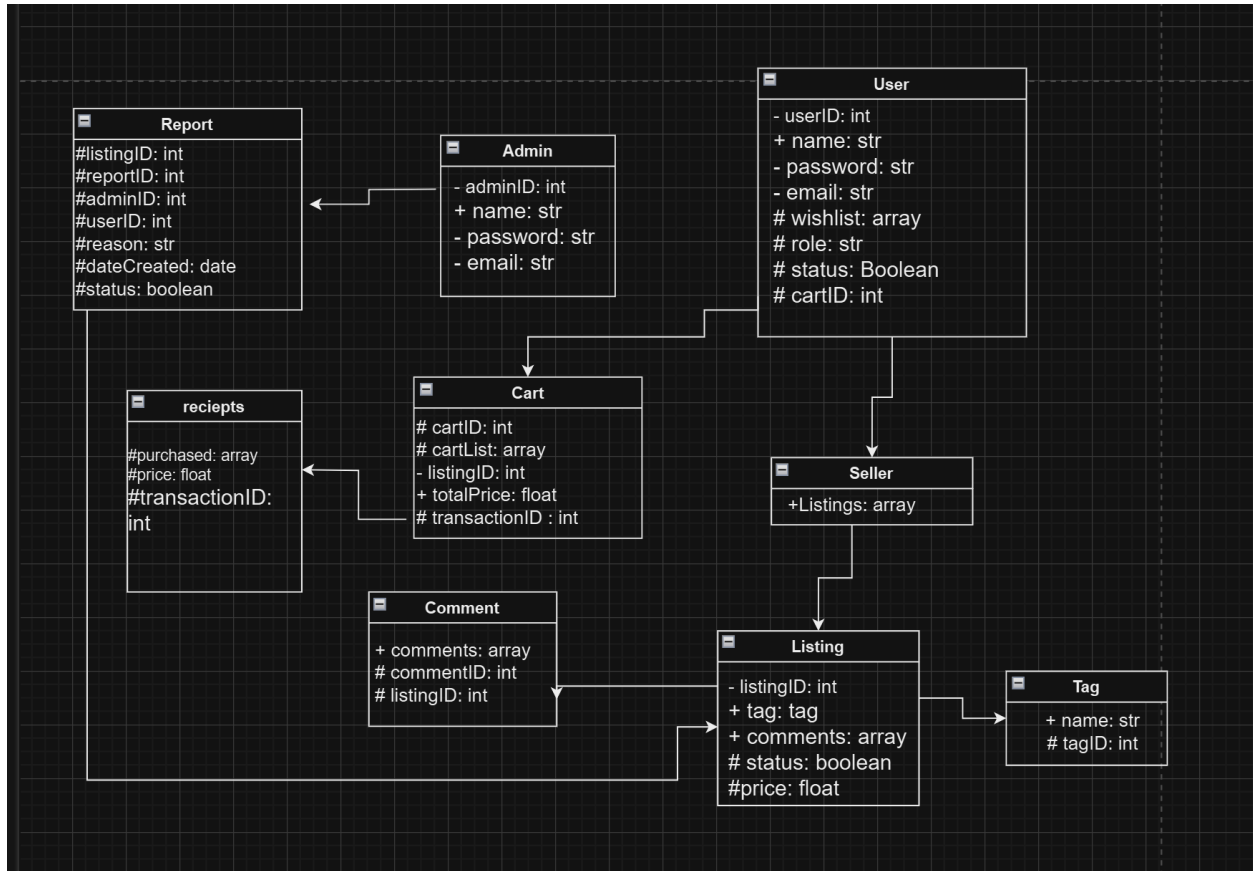 Report
#listingID: int
#reportID: int
#adminID: int
#userID: int
#reason: str
#dateCreated: date
#status: boolean
Admin
- adminID: int
+ name: str
- password: str
- email: str
User
- userID: int
+ name: str
- password: str
- email: str
# wishlist: array
# role: str
# status: Boolean
# cartID: int
reciepts
#purchased: array
#price: float
#transactionID:
int
Cart
# cartID: int
# cartList: array
- listingID: int
+ totalPrice: float
# transactionID : int
Seller
+Listings: array
Comment
+ comments: array
# commentID: int
# listingID: int
Listing
- listingID: int
+ tag: tag
+ comments: array
# status: boolean
#price: float
Tag
+ name: str
# tagID: int